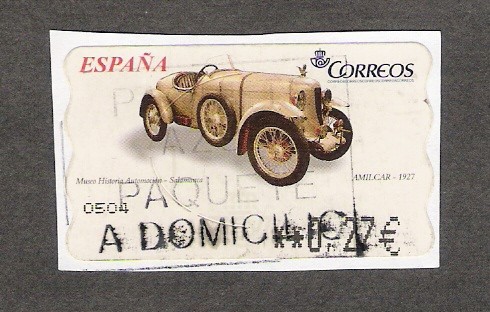 ESPAÑA
CORREOS
PAQUETE
Museo Historia Automoción - Salamanca
AMILCAR - 1927
0504
A DOMICILIO
**0,27€